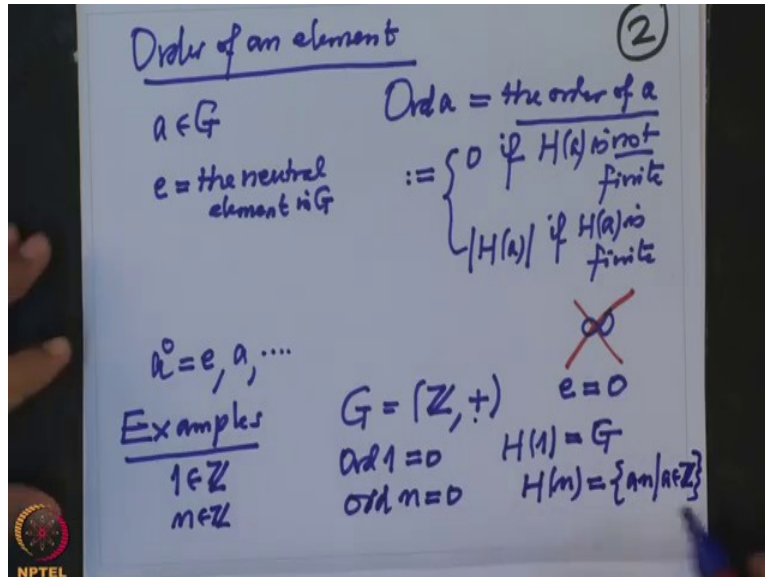 Order of an element
2
a ∈ G
Ord a = the order of a
e = the neutral
element in G
:= { 0 if H(a) is not
finite
|H(a)| if H(a) is
finite
∞
a⁰ = e, a, ....
e = 0
Examples
G = (ℤ, +)
1 ∈ ℤ
Ord 1 = 0
H(1) = G
n ∈ ℤ
ord n = 0
H(n) = {an | a ∈ ℤ}
NPTEL